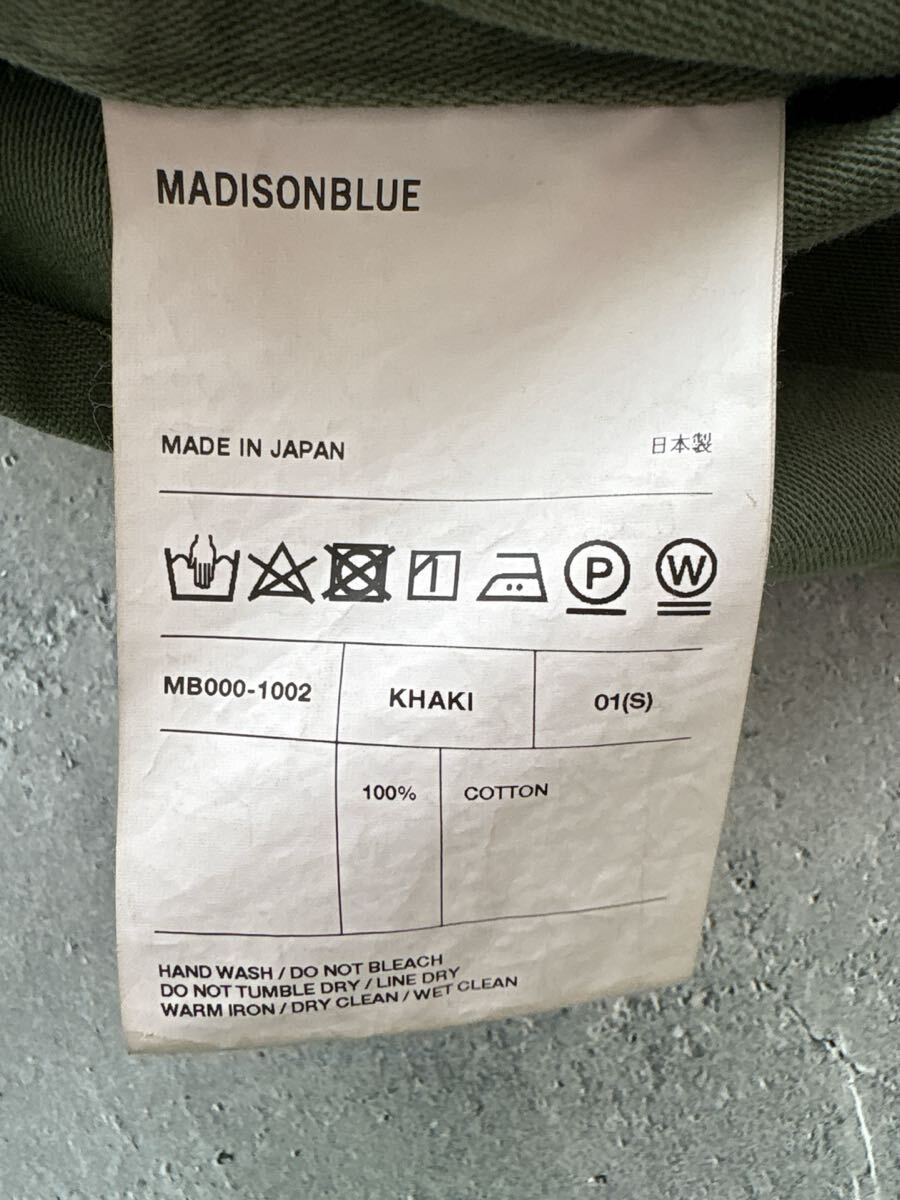 MADISONBLUE
MADE IN JAPAN 日本製
P W
MB000-1002 KHAKI 01(S)
100% COTTON
HAND WASH / DO NOT BLEACH
DO NOT TUMBLE DRY / LINE DRY
WARM IRON / DRY CLEAN / WET CLEAN